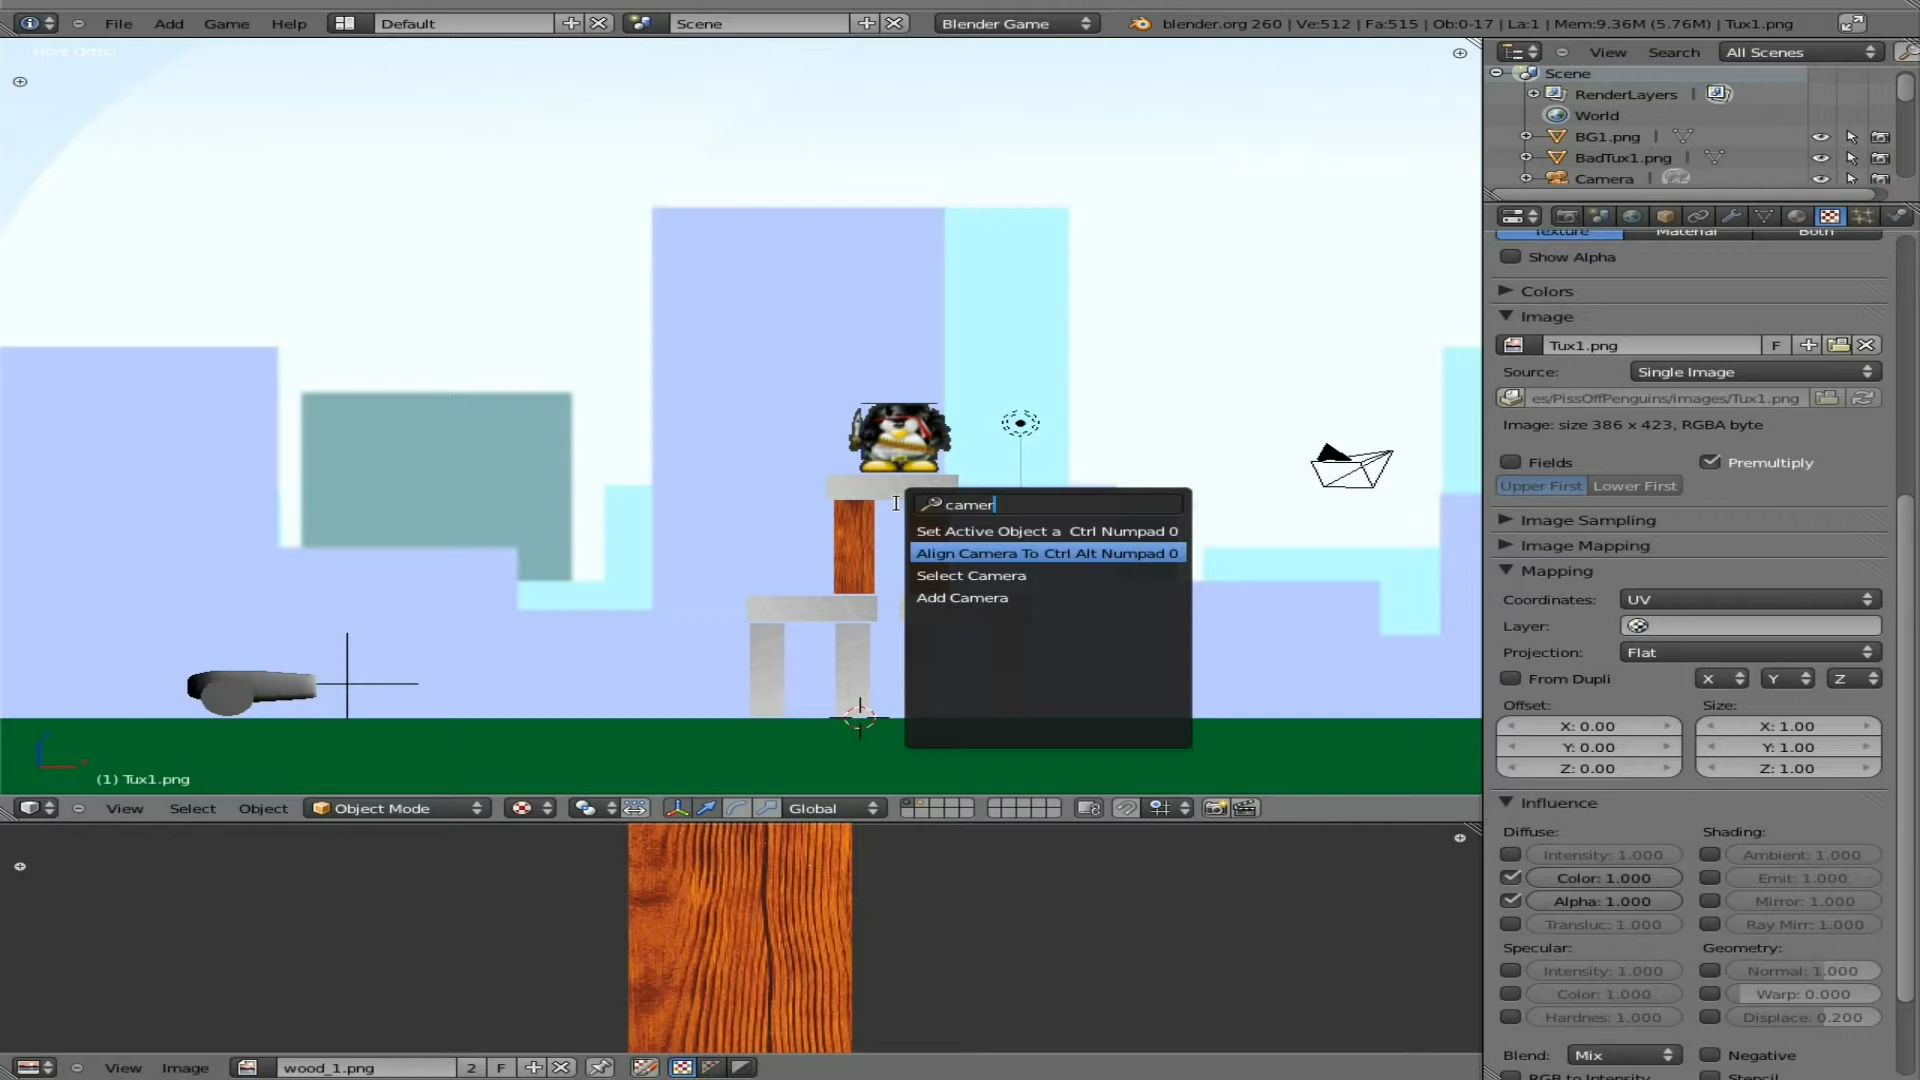 File Add Game Help Default Scene Blender Game blender.org 260 | Ve:512 | Fa:515 | Ob:0-17 | La:1 | Mem:9.36M (5.76M) | Tux1.png
View Search All Scenes
Scene
RenderLayers
World
BG1.png
BadTux1.png
Camera
Texture Material Both
Show Alpha
Colors
Image
Tux1.png F
Source: Single Image
es/PissOffPenguins/images/Tux1.png
Image: size 386 x 423, RGBA byte
Fields Premultiply
Upper First Lower First
Image Sampling
Image Mapping
Mapping
Coordinates: UV
Layer:
Projection: Flat
From Dupli X Y Z
Offset: Size:
X: 0.00 X: 1.00
Y: 0.00 Y: 1.00
Z: 0.00 Z: 1.00
Influence
Diffuse: Shading:
Intensity: 1.000 Ambient: 1.000
Color: 1.000 Emit: 1.000
Alpha: 1.000 Mirror: 1.000
Transluc: 1.000 Ray Mirr: 1.000
Specular: Geometry:
Intensity: 1.000 Normal: 1.000
Color: 1.000 Warp: 0.000
Hardnes: 1.000 Displace: 0.200
Blend: Mix Negative
RGB to Intensity Stencil
camer
Set Active Object a Ctrl Numpad 0
Align Camera To Ctrl Alt Numpad 0
Select Camera
Add Camera
(1) Tux1.png
View Select Object Object Mode Global
View Image wood_1.png 2 F